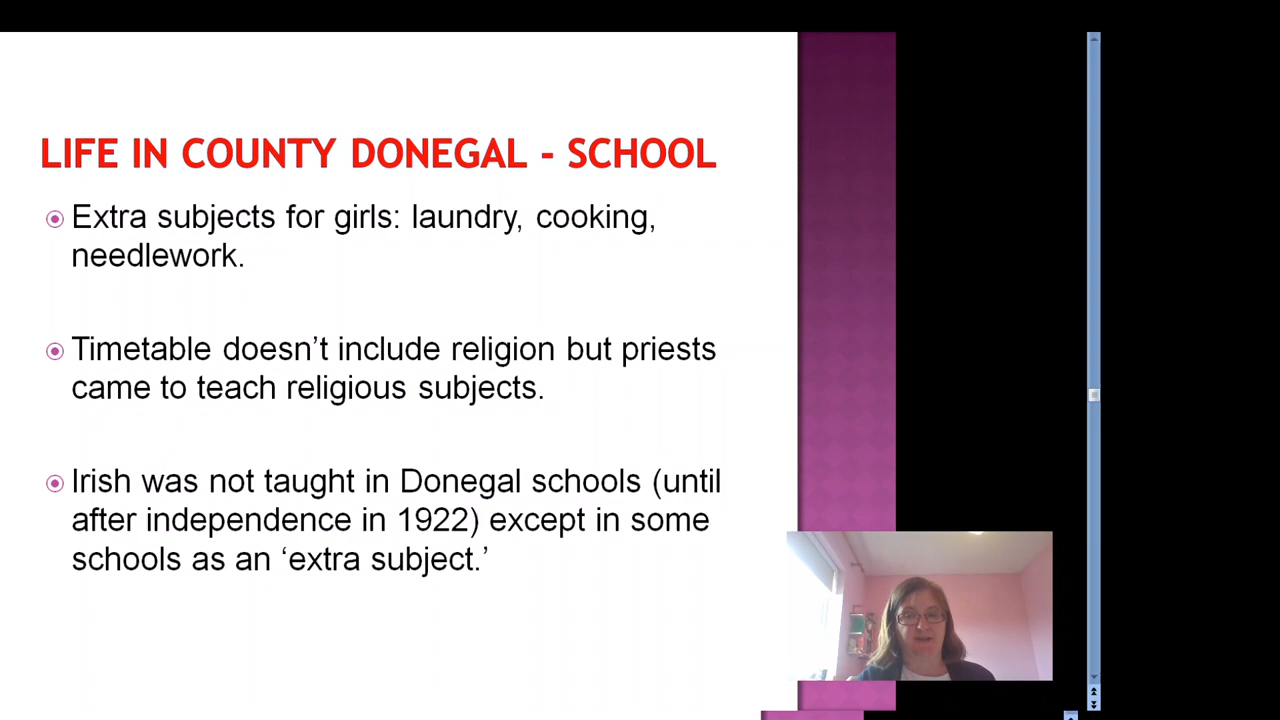 LIFE IN COUNTY DONEGAL - SCHOOL
Extra subjects for girls: laundry, cooking,
needlework.
Timetable doesn’t include religion but priests
came to teach religious subjects.
Irish was not taught in Donegal schools (until
after independence in 1922) except in some
schools as an ‘extra subject.’